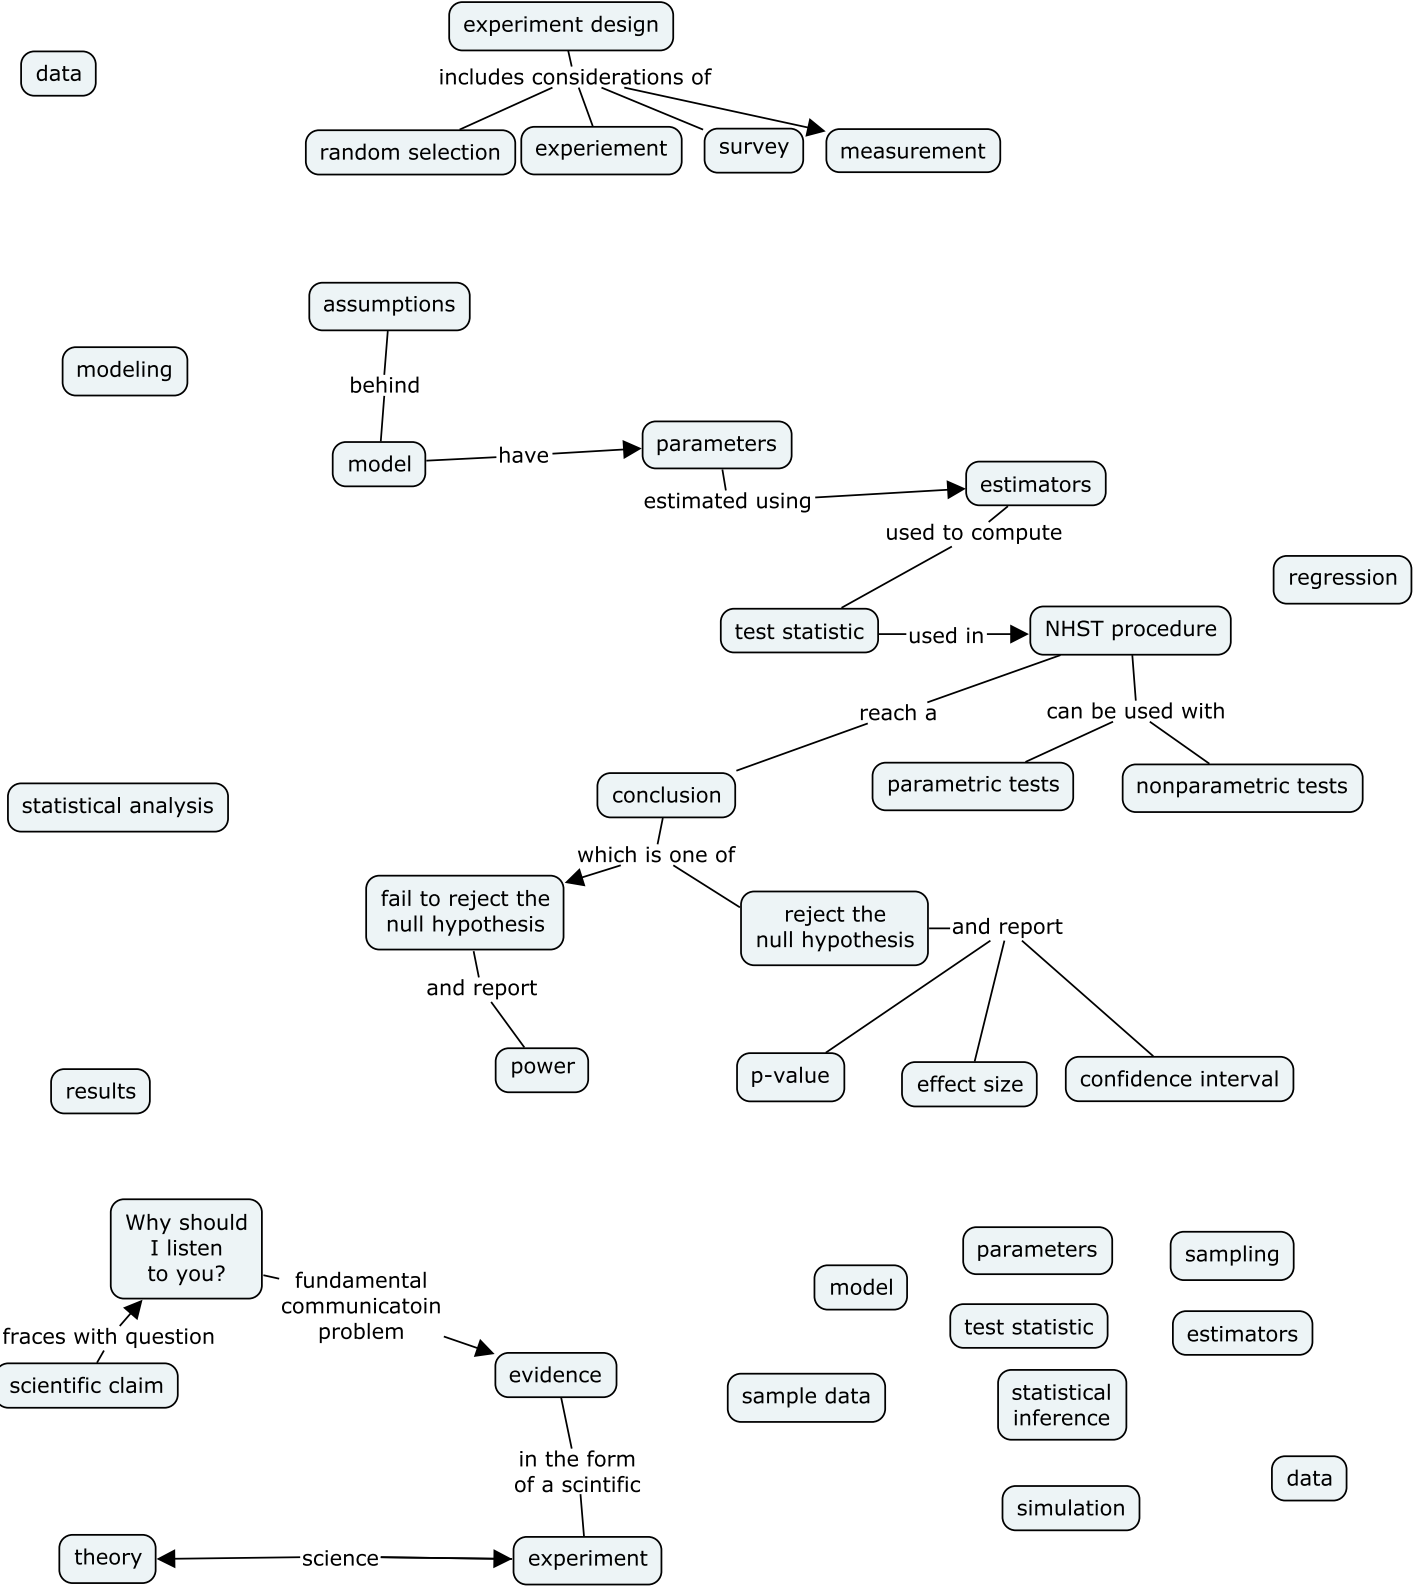 experiment design
data
includes considerations of
random selection
experiement
survey
measurement
assumptions
modeling
behind
model
have
parameters
estimated using
estimators
used to compute
regression
test statistic
used in
NHST procedure
reach a
can be used with
parametric tests
nonparametric tests
conclusion
statistical analysis
which is one of
fail to reject the
null hypothesis
reject the
null hypothesis
and report
and report
power
p-value
effect size
confidence interval
results
Why should
I listen
to you?
fundamental
communicatoin
problem
fraces with question
scientific claim
evidence
in the form
of a scintific
theory
science
experiment
parameters
sampling
model
test statistic
estimators
sample data
statistical
inference
data
simulation